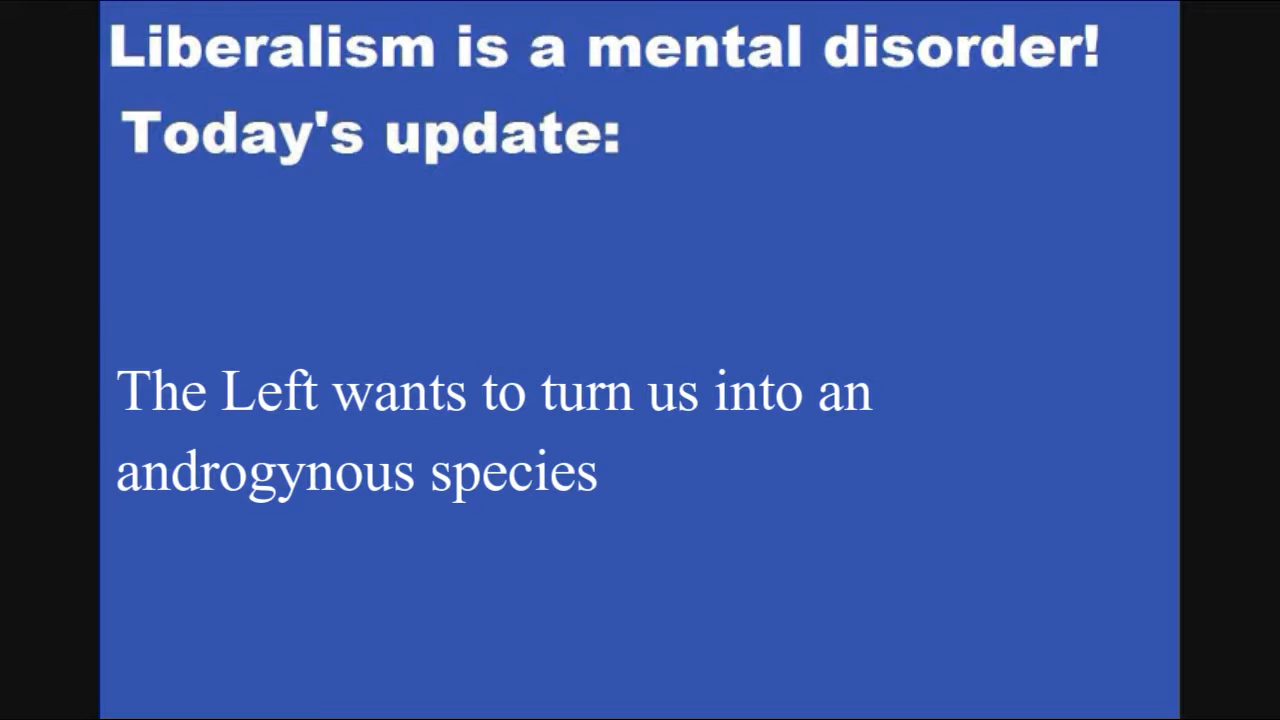 Liberalism is a mental disorder!
Today's update:
The Left wants to turn us into an
androgynous species